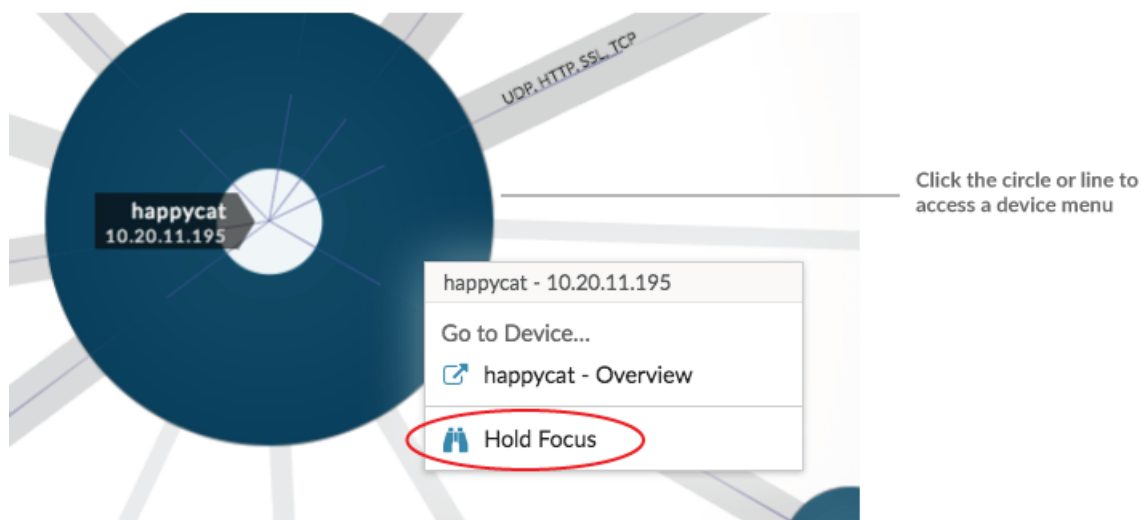 UDP, HTTP, SSL, TCP
Click the circle or line to
access a device menu
happycat
10.20.11.195
happycat - 10.20.11.195
Go to Device...
happycat - Overview
Hold Focus